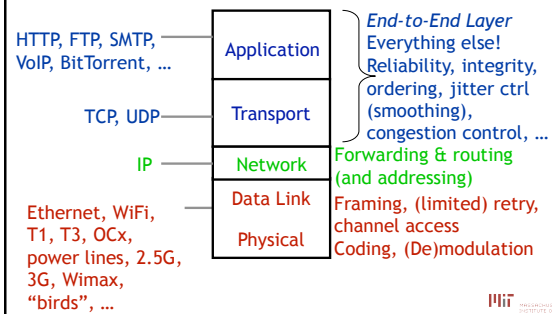 HTTP, FTP, SMTP,
VoIP, BitTorrent, …
TCP, UDP
IP
Ethernet, WiFi,
T1, T3, OCx,
power lines, 2.5G,
3G, Wimax,
“birds”, …
Application
Transport
Network
Data Link
Physical
End-to-End Layer
Everything else!
Reliability, integrity,
ordering, jitter ctrl
(smoothing),
congestion control, …
Forwarding & routing
(and addressing)
Framing, (limited) retry,
channel access
Coding, (De)modulation